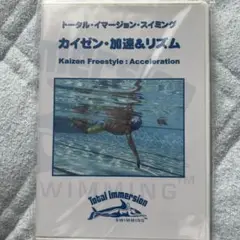 トータル・イマージョン・スイミング
カイゼン・加速&リズム
Kaizen Freestyle : Acceleration
WIMMING™
Total Immersion
SWIMMING